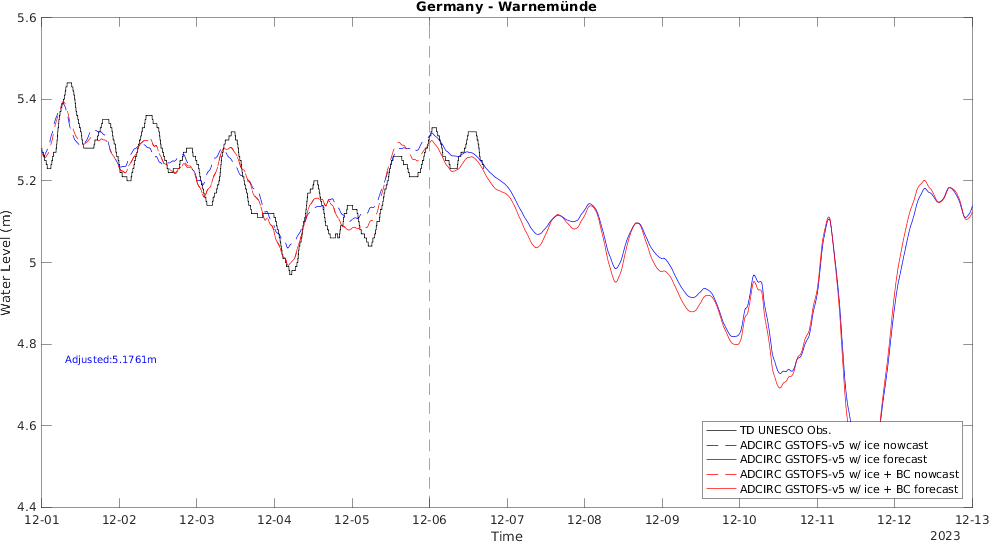 Germany - Warnemünde
5.6
5.4
5.2
5
4.8
4.6
4.4
Water Level (m)
Adjusted:5.1761m
TD UNESCO Obs.
ADCIRC GSTOFS-v5 w/ ice nowcast
ADCIRC GSTOFS-v5 w/ ice forecast
ADCIRC GSTOFS-v5 w/ ice + BC nowcast
ADCIRC GSTOFS-v5 w/ ice + BC forecast
12-01 12-02 12-03 12-04 12-05 12-06 12-07 12-08 12-09 12-10 12-11 12-12 12-13
Time
2023